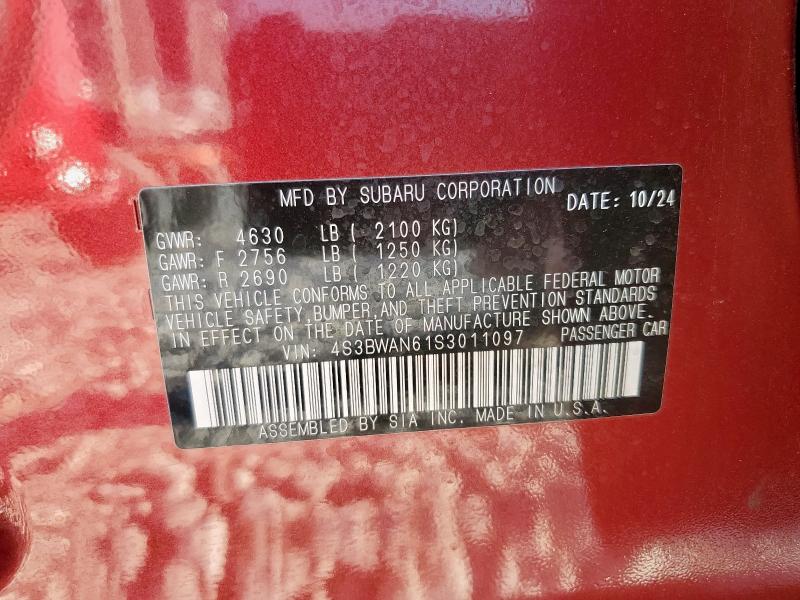 MFD BY SUBARU CORPORATION DATE: 10/24
GVWR: 4630 LB ( 2100 KG)
GAWR: F 2756 LB ( 1250 KG)
GAWR: R 2690 LB ( 1220 KG)
THIS VEHICLE CONFORMS TO ALL APPLICABLE FEDERAL MOTOR
VEHICLE SAFETY,BUMPER,AND THEFT PREVENTION STANDARDS
IN EFFECT ON THE DATE OF MANUFACTURE SHOWN ABOVE.
VIN: 4S3BWAN61S3011097 PASSENGER CAR
ASSEMBLED BY SIA INC. MADE IN U.S.A.